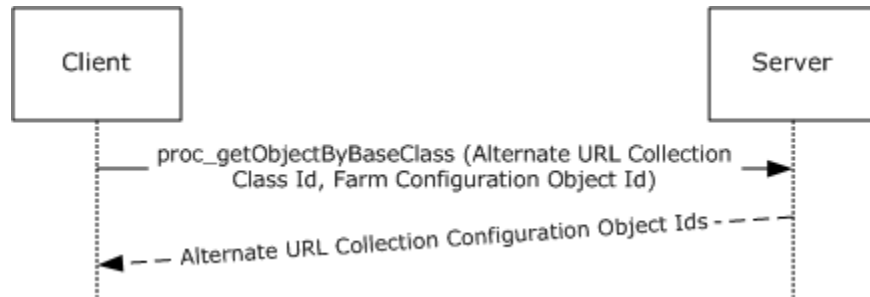 Client
Server
proc_getObjectByBaseClass (Alternate URL Collection
Class Id, Farm Configuration Object Id)
Alternate URL Collection Configuration Object Ids